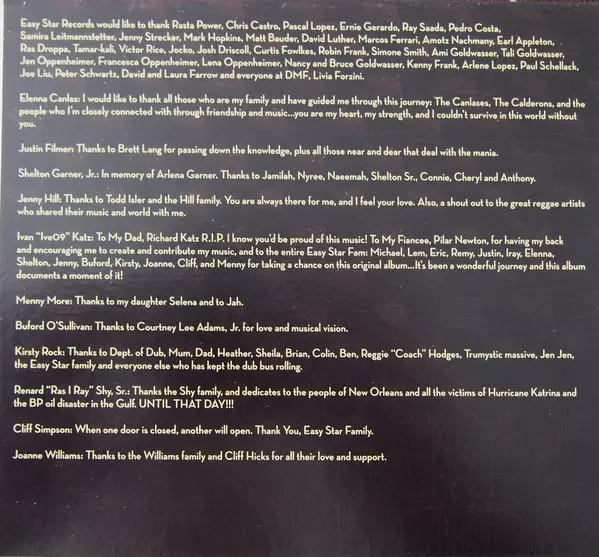 Easy Star Records would like to thank Rasta Power, Chris Castro, Pascal Lopez, Ernie Gerardo, Ray Saada, Pedro Costa,
Samira Leitmannstetter, Jenny Strecker, Mark Hopkins, Matt Bauder, David Luther, Marcos Ferrari, Amotz Nachmany, Earl Appleton,
Ras Droppa, Tamar-kali, Victor Rice, Jocko, Josh Driscoll, Curtis Fowlkes, Robin Frank, Simone Smith, Ami Goldwasser, Tali Goldwasser,
Jen Oppenheimer, Francesca Oppenheimer, Lena Oppenheimer, Nancy and Bruce Goldwasser, Kenny Frank, Arlene Lopez, Paul Schellack,
Joe Liu, Peter Schwartz, David and Laura Farrow and everyone at DMF, Livia Forzini.
Elenna Canlas: I would like to thank all those who are my family and have guided me through this journey: The Canlases, The Calderons, and the
people who I'm closely connected with through friendship and music...you are my heart, my strength, and I couldn't survive in this world without
you.
Justin Filmer: Thanks to Brett Lang for passing down the knowledge, plus all those near and dear that deal with the mania.
Shelton Garner, Jr.: In memory of Arlena Garner. Thanks to Jamilah, Nyree, Naeemah, Shelton Sr., Connie, Cheryl and Anthony.
Jenny Hill: Thanks to Todd Isler and the Hill family. You are always there for me, and I feel your love. Also, a shout out to the great reggae artists
who shared their music and world with me.
Ivan "Ive09" Katz: To My Dad, Richard Katz R.I.P. I know you'd be proud of this music! To My Fiancee, Pilar Newton, for having my back
and encouraging me to create and contribute my music, and to the entire Easy Star Fam: Michael, Lem, Eric, Remy, Justin, Iray, Elenna,
Shelton, Jenny, Buford, Kirsty, Joanne, Cliff, and Menny for taking a chance on this original album...It's been a wonderful journey and this album
documents a moment of it!
Menny More: Thanks to my daughter Selena and to Jah.
Buford O'Sullivan: Thanks to Courtney Lee Adams, Jr. for love and musical vision.
Kirsty Rock: Thanks to Dept. of Dub, Mum, Dad, Heather, Sheila, Brian, Colin, Ben, Reggie "Coach" Hodges, Trumystic massive, Jen Jen,
the Easy Star family and everyone else who has kept the dub bus rolling.
Renard "Ras I Ray" Shy, Sr.: Thanks the Shy family, and dedicates to the people of New Orleans and all the victims of Hurricane Katrina and
the BP oil disaster in the Gulf. UNTIL THAT DAY!!!
Cliff Simpson: When one door is closed, another will open. Thank You, Easy Star Family.
Joanne Williams: Thanks to the Williams family and Cliff Hicks for all their love and support.